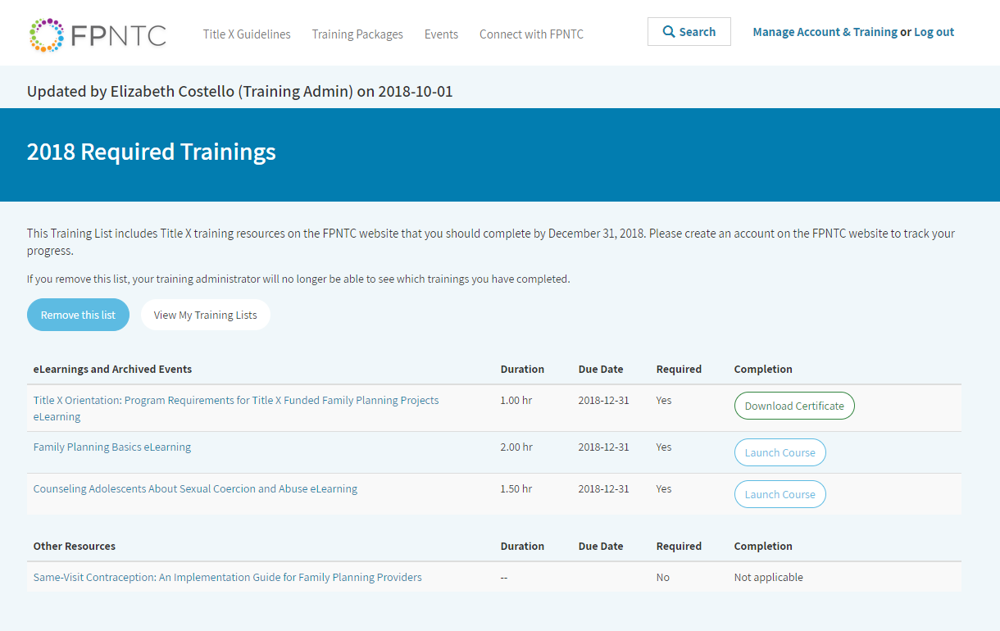 FPNTC
Title X Guidelines Training Packages Events Connect with FPNTC Search Manage Account & Training or Log out
Updated by Elizabeth Costello (Training Admin) on 2018-10-01
2018 Required Trainings
This Training List includes Title X training resources on the FPNTC website that you should complete by December 31, 2018. Please create an account on the FPNTC website to track your
progress.
If you remove this list, your training administrator will no longer be able to see which trainings you have completed.
Remove this list View My Training Lists
eLearnings and Archived Events Duration Due Date Required Completion
Title X Orientation: Program Requirements for Title X Funded Family Planning Projects 1.00 hr 2018-12-31 Yes Download Certificate
eLearning
Family Planning Basics eLearning 2.00 hr 2018-12-31 Yes Launch Course
Counseling Adolescents About Sexual Coercion and Abuse eLearning 1.50 hr 2018-12-31 Yes Launch Course
Other Resources Duration Due Date Required Completion
Same-Visit Contraception: An Implementation Guide for Family Planning Providers -- No Not applicable